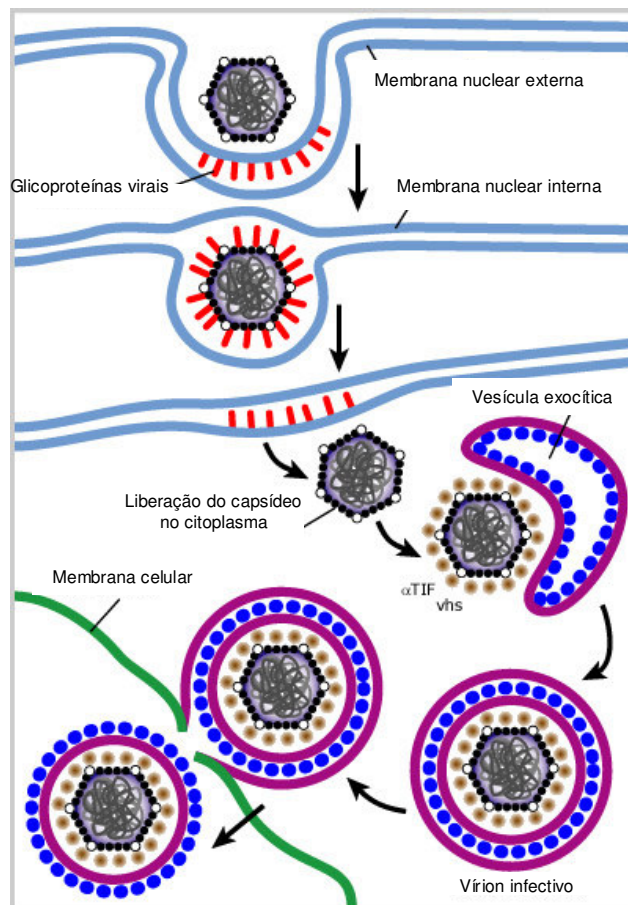 Membrana nuclear externa
Glicoproteínas virais
Membrana nuclear interna
Vesícula exocítica
Liberação do capsídeo
no citoplasma
αTIF
vhs
Membrana celular
Vírion infectivo